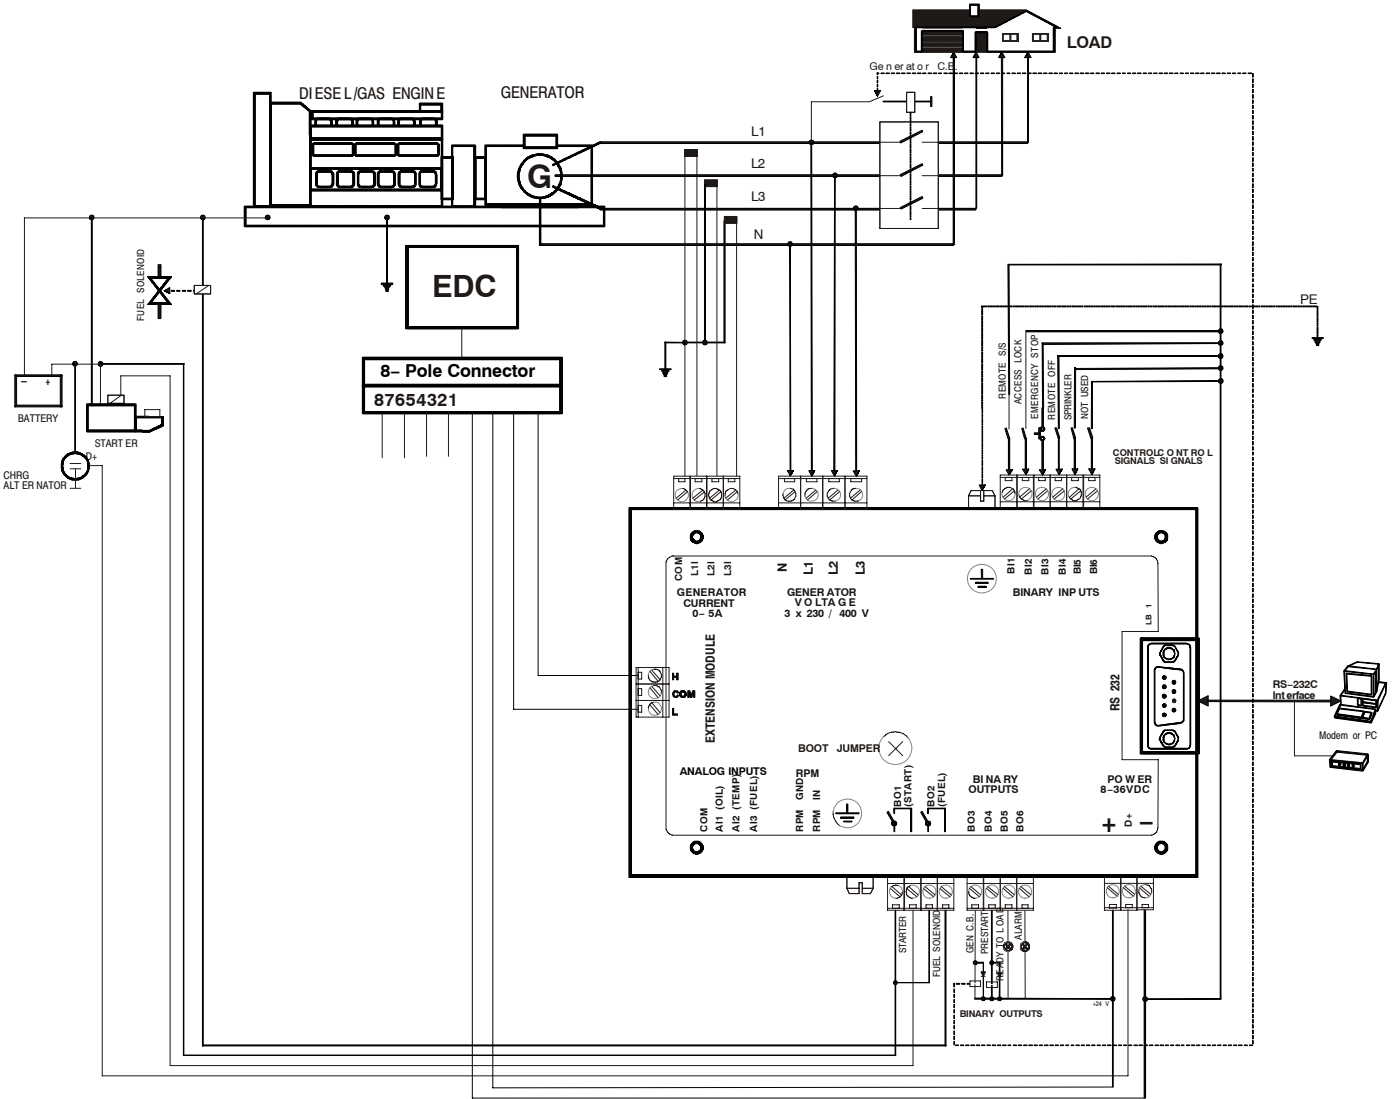 LOAD
Generator C.B.
DIESEL/GAS ENGINE
GENERATOR
L1
L2
L3
N
G
FUEL SOLENOID
EDC
8- Pole Connector
87654321
PE
- +
BATTERY
STARTER
D+
CHRG
ALTERNATOR
REMOTE S/S
ACCESS LOCK
EMERGENCY STOP
REMOTE OFF
SPRINKLER
NOT USED
CONTROLCONTROL
SIGNALS SIGNALS
COM
L1I
L2I
L3I
GENERATOR
CURRENT
0- 5A
N
L1
L2
L3
GENERATOR
VOLTAGE
3 x 230 / 400 V
BI1
BI2
BI3
BI4
BI5
BI6
BINARY INPUTS
LB 1
EXTENSION MODULE
H
COM
L
RS 232
RS-232C
Interface
Modem or PC
BOOT JUMPER
ANALOG INPUTS
COM
AI1 (OIL)
AI2 (TEMP)
AI3 (FUEL)
RPM
RPM GND
RPM IN
BO1
(START)
BO2
(FUEL)
BINARY
OUTPUTS
BO3
BO4
BO5
BO6
POWER
8-36VDC
+
D+
-
STARTER
FUEL SOLENOID
GEN C.B.
PRESTART
READY TO LOAD
ALARM
+24 V
BINARY OUTPUTS